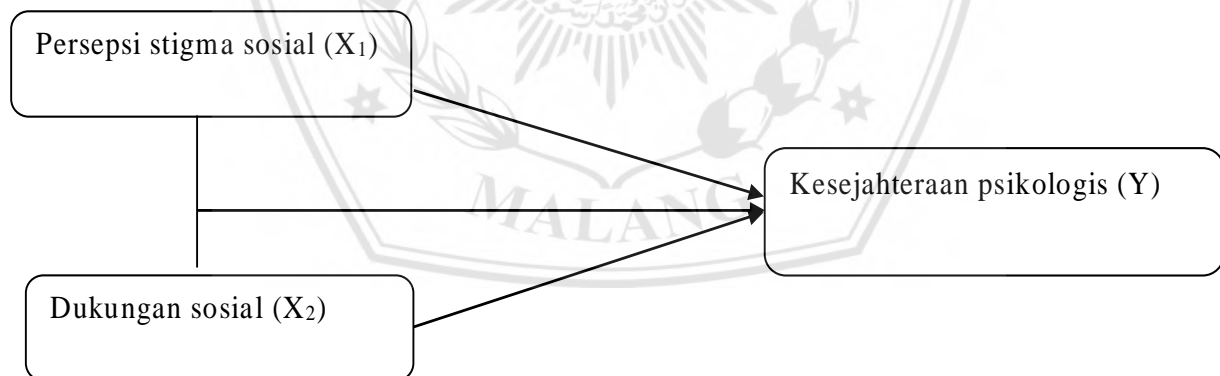 Persepsi stigma sosial (X₁)
Kesejahteraan psikologis (Y)
MALANG
Dukungan sosial (X₂)